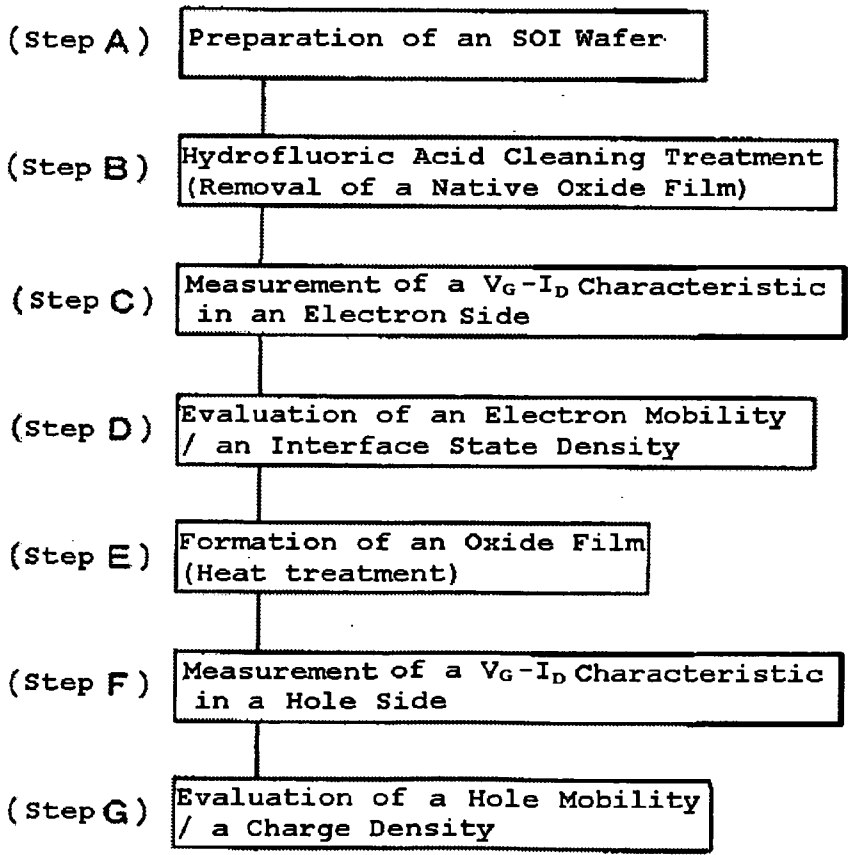 (Step A) Preparation of an SOI Wafer
(Step B) Hydrofluoric Acid Cleaning Treatment
(Removal of a Native Oxide Film)
(Step C) Measurement of a VG-ID Characteristic
in an Electron Side
(Step D) Evaluation of an Electron Mobility
/ an Interface State Density
(Step E) Formation of an Oxide Film
(Heat treatment)
(Step F) Measurement of a VG-ID Characteristic
in a Hole Side
(Step G) Evaluation of a Hole Mobility
/ a Charge Density